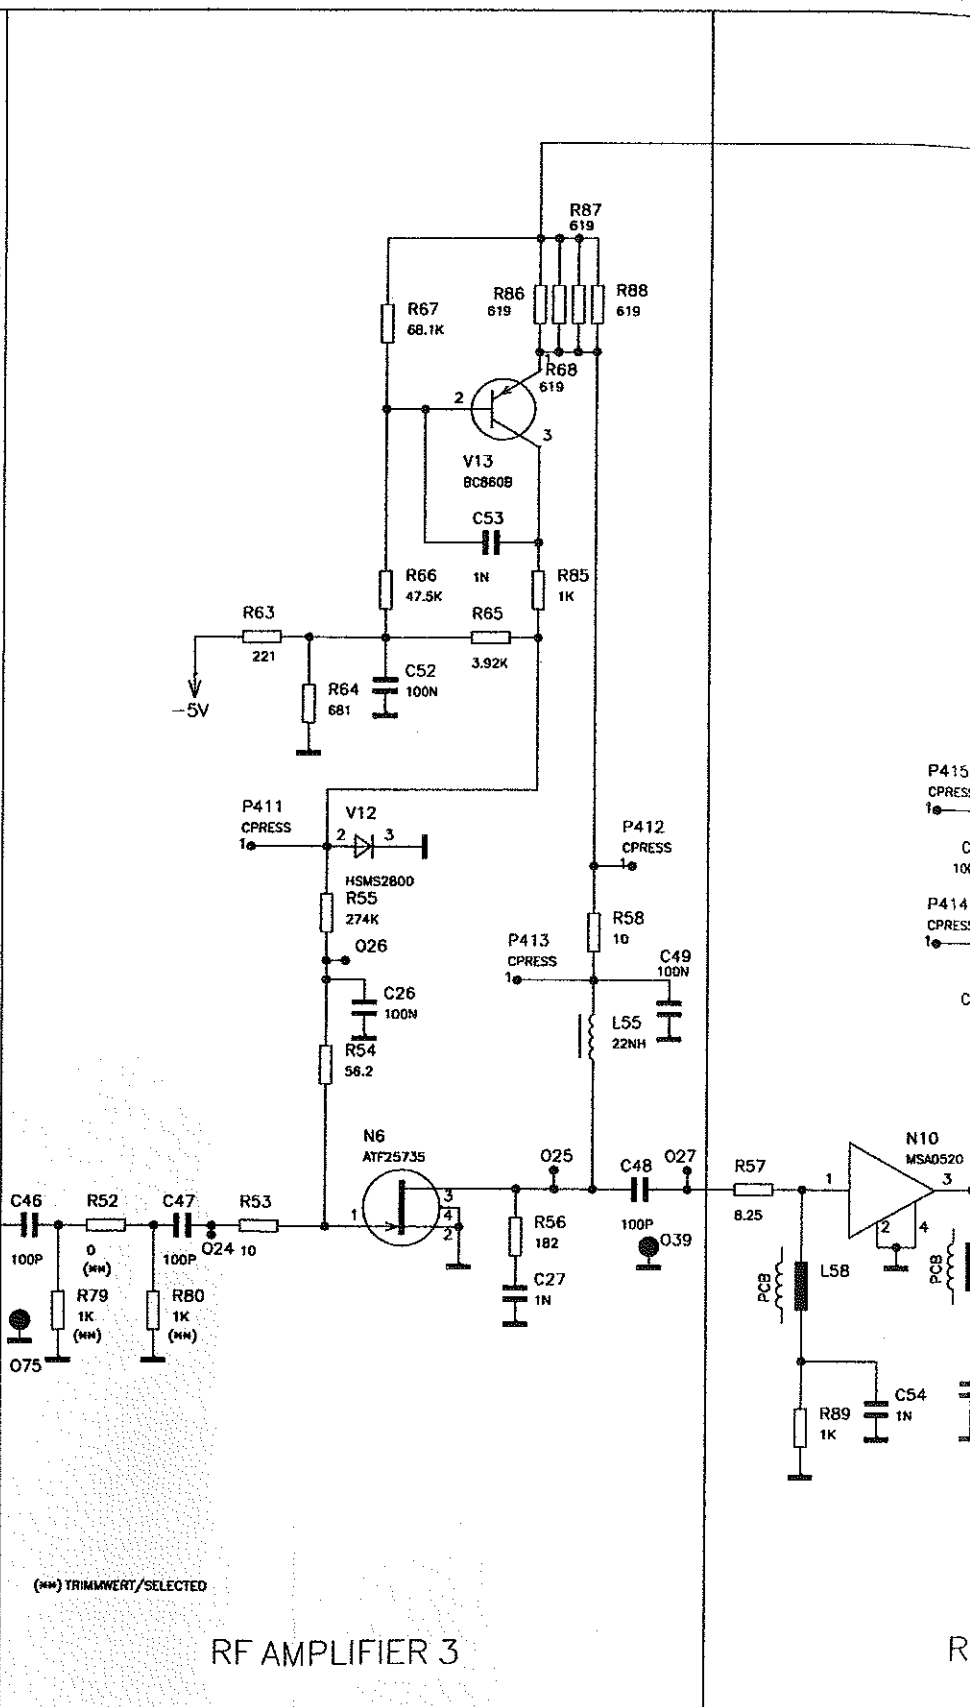 R87
619
R86
619
R88
619
R67
68.1K
1
R68
619
2
3
V13
BC860B
C53
1N
R66
47.5K
R85
1K
R63
221
R65
3.92K
C52
100N
R64
681
-5V
P411
CPRESS
1
V12
2
3
HSMS2800
P412
CPRESS
1
P415
CPRESS
1
C
R55
274K
O26
R58
10
P413
CPRESS
1
C49
100N
P414
CPRESS
1
C
C26
100N
L55
22NH
R54
56.2
N6
ATF25735
1
3
4
2
O25
C48
100P
O27
R57
8.25
N10
MSA0520
1
3
2
4
C46
100P
R52
0
(**)
C47
100P
O24
R53
10
R56
182
C27
1N
O39
R79
1K
(**)
R80
1K
(**)
O75
PCB
L58
PCB
R89
1K
C54
1N
(**) TRIMMWERT/SELECTED
RF AMPLIFIER 3
R